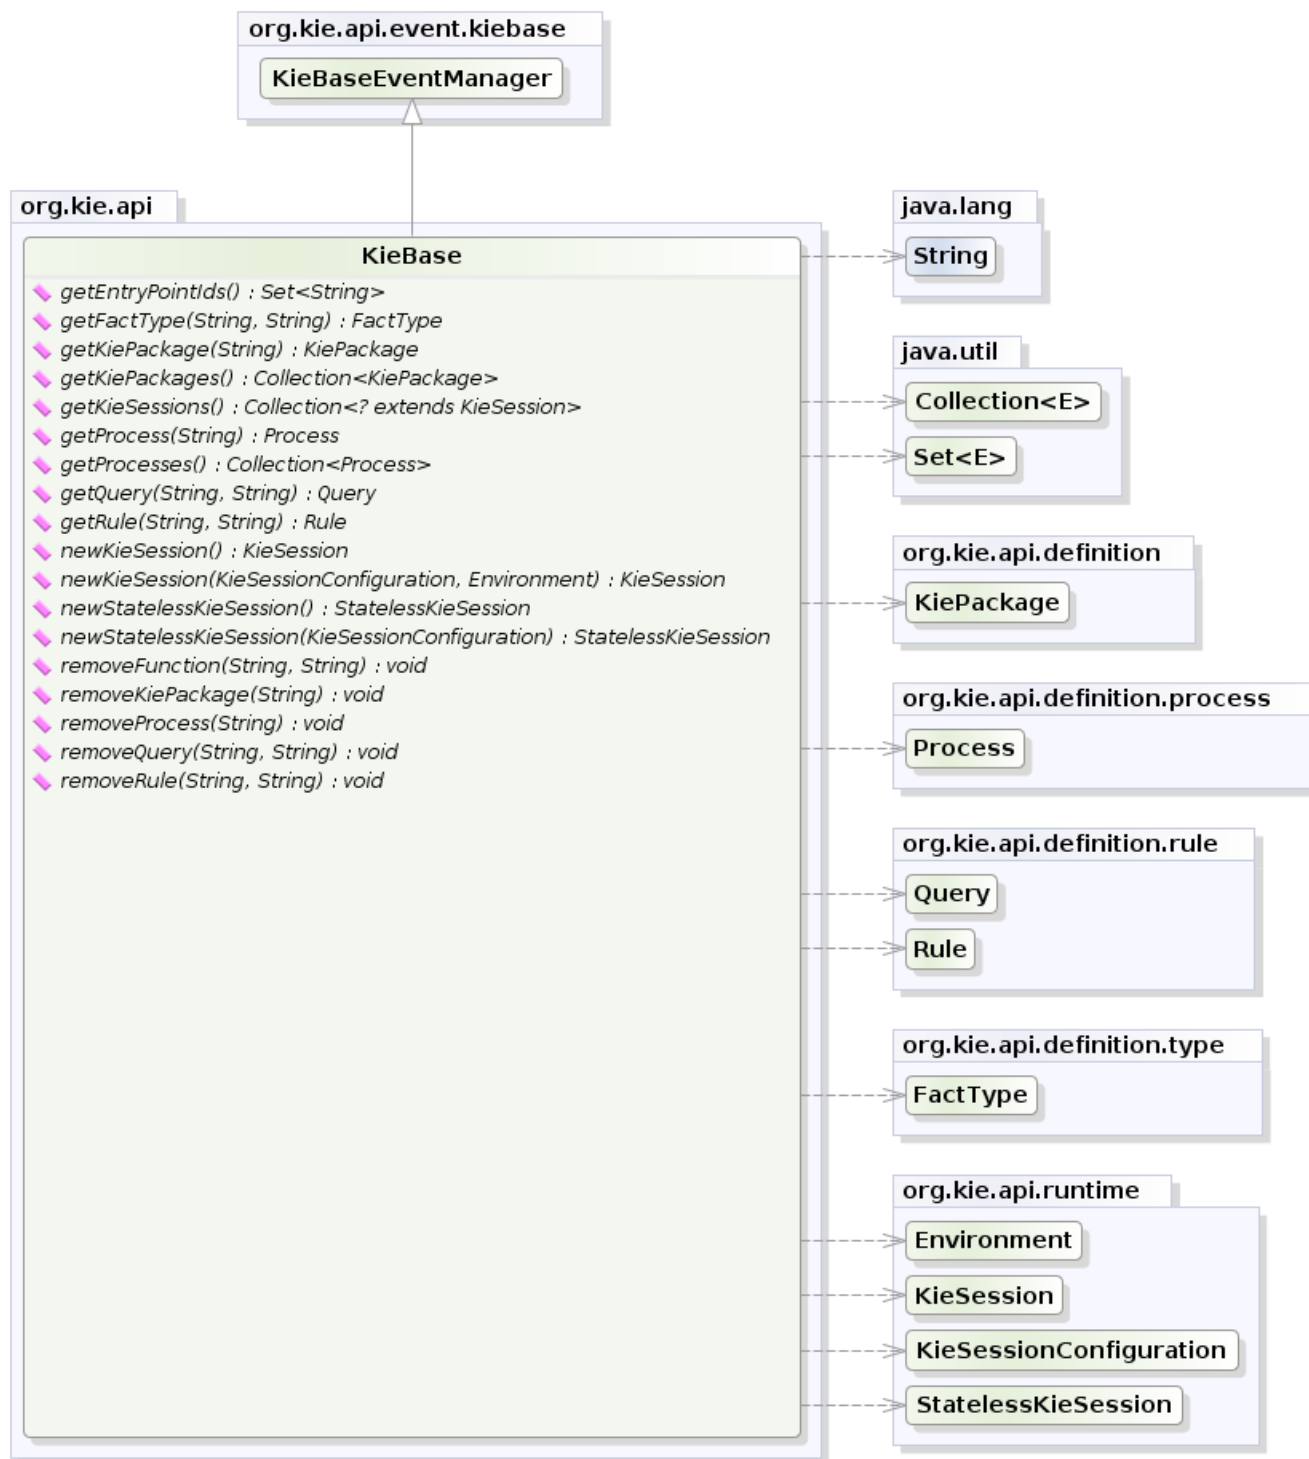 org.kie.api.event.kiebase
KieBaseEventManager
org.kie.api
KieBase
getEntryPointIds() : Set<String>
getFactType(String, String) : FactType
getKiePackage(String) : KiePackage
getKiePackages() : Collection<KiePackage>
getKieSessions() : Collection<? extends KieSession>
getProcess(String) : Process
getProcesses() : Collection<Process>
getQuery(String, String) : Query
getRule(String, String) : Rule
newKieSession() : KieSession
newKieSession(KieSessionConfiguration, Environment) : KieSession
newStatelessKieSession() : StatelessKieSession
newStatelessKieSession(KieSessionConfiguration) : StatelessKieSession
removeFunction(String, String) : void
removeKiePackage(String) : void
removeProcess(String) : void
removeQuery(String, String) : void
removeRule(String, String) : void
java.lang
String
java.util
Collection<E>
Set<E>
org.kie.api.definition
KiePackage
org.kie.api.definition.process
Process
org.kie.api.definition.rule
Query
Rule
org.kie.api.definition.type
FactType
org.kie.api.runtime
Environment
KieSession
KieSessionConfiguration
StatelessKieSession